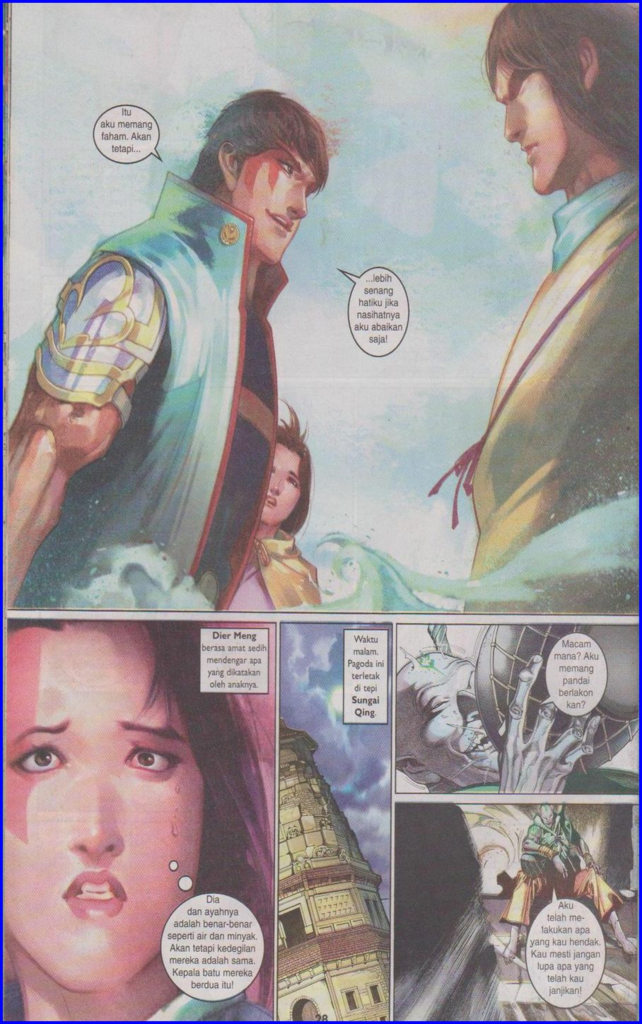 Itu
aku memang
faham. Akan
tetapi...
...lebih
senang
hatiku jika
nasihatnya
aku abaikan
saja!
Dier Meng
berasa amat sedih
mendengar apa
yang dikatakan
oleh anaknya.
Dia
dan ayahnya
adalah benar-benar
seperti air dan minyak.
Akan tetapi kedegilan
mereka adalah sama.
Kepala batu mereka
berdua itu!
Waktu
malam.
Pagoda ini
terletak
di tepi
Sungai
Qing.
Macam
mana? Aku
memang
pandai
berlakon
kan?
Aku
telah me-
lakukan apa
yang kau hendak.
Kau mesti jangan
lupa apa yang
telah kau
janjikan!
28